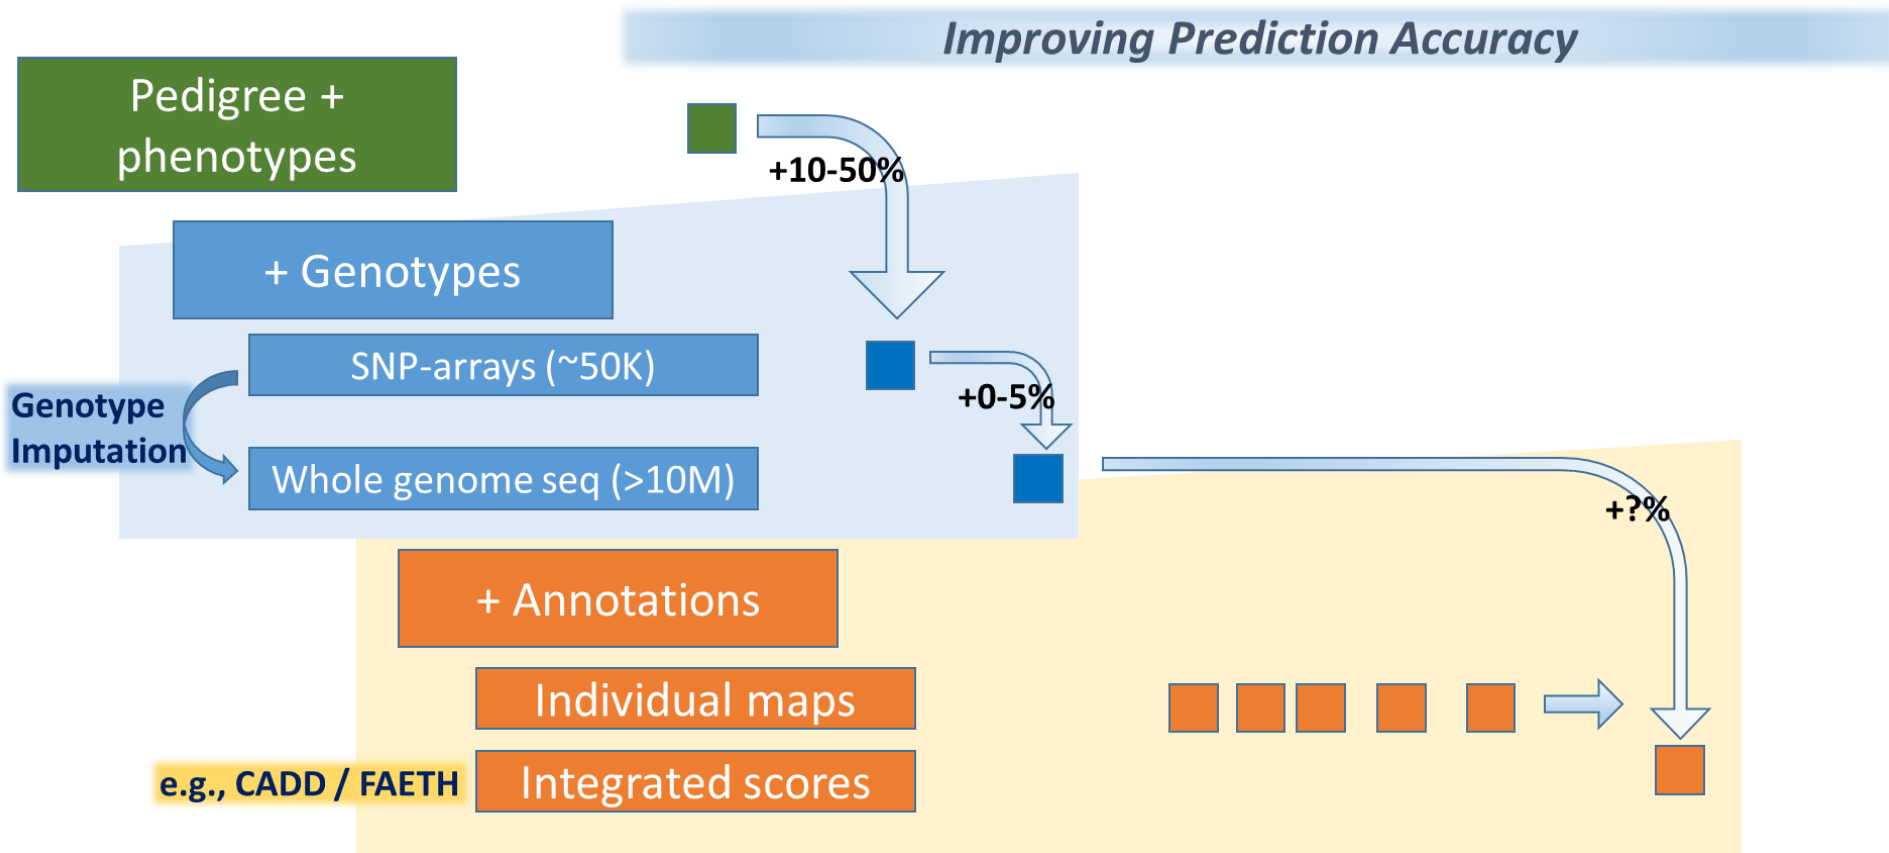 Improving Prediction Accuracy
Pedigree +
phenotypes
+10-50%
+ Genotypes
SNP-arrays (~50K)
+0-5%
Genotype
Imputation
Whole genome seq (>10M)
+?%
+ Annotations
Individual maps
e.g., CADD / FAETH
Integrated scores